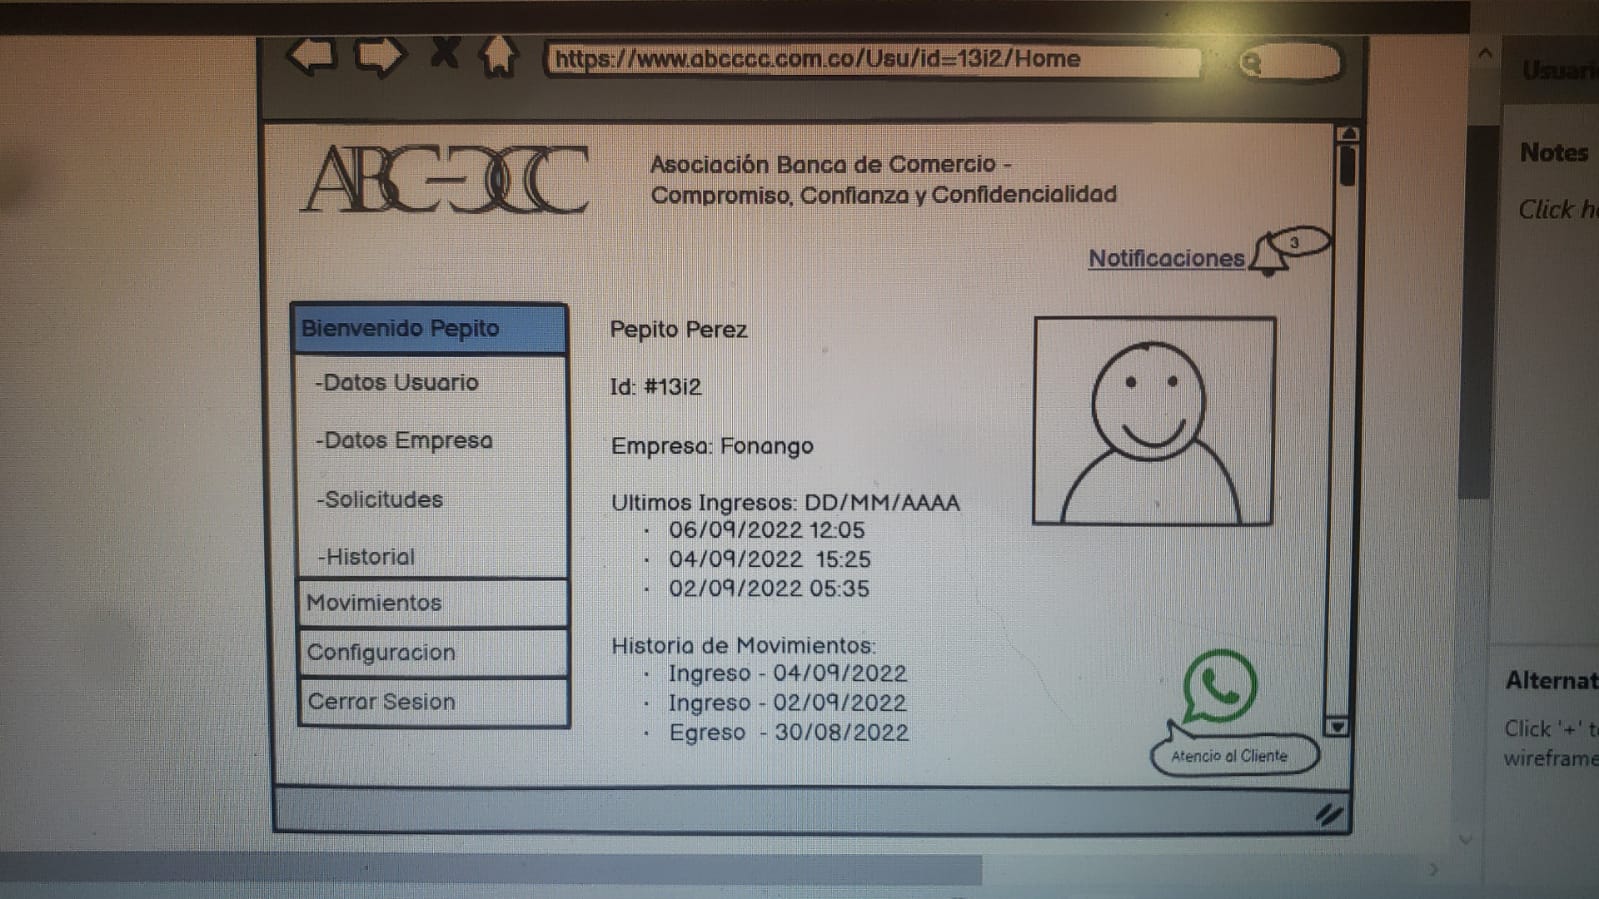 https://www.abcccc.com.co/Usu/id=13i2/Home
ABC-CCC
Asociación Banca de Comercio -
Compromiso, Confianza y Confidencialidad
Notificaciones
3
Bienvenido Pepito
-Datos Usuario
-Datos Empresa
-Solicitudes
-Historial
Movimientos
Configuracion
Cerrar Sesion
Pepito Perez
Id: #13i2
Empresa: Fonango
Ultimos Ingresos: DD/MM/AAAA
· 06/09/2022 12:05
· 04/09/2022 15:25
· 02/09/2022 05:35
Historia de Movimientos:
· Ingreso - 04/09/2022
· Ingreso - 02/09/2022
· Egreso - 30/08/2022
Atencio al Cliente
Usuari
Notes
Click h
Alternat
Click '+' t
wireframe